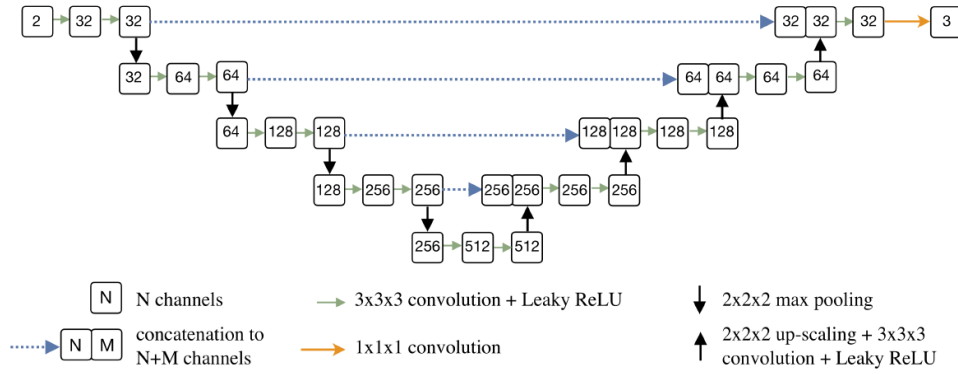 2 32 32 32 32 32 3
32 64 64 64 64 64 64
64 128 128 128 128 128 128
128 256 256 256 256 256 256
256 512 512
N N channels 3x3x3 convolution + Leaky ReLU 2x2x2 max pooling
N M concatenation to
N+M channels
1x1x1 convolution
2x2x2 up-scaling + 3x3x3
convolution + Leaky ReLU